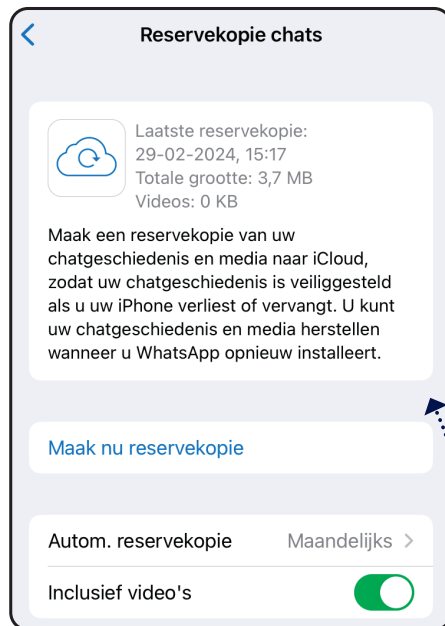 Reservekopie chats
Laatste reservekopie:
29-02-2024, 15:17
Totale grootte: 3,7 MB
Videos: 0 KB
Maak een reservekopie van uw
chatgeschiedenis en media naar iCloud,
zodat uw chatgeschiedenis is veiliggesteld
als u uw iPhone verliest of vervangt. U kunt
uw chatgeschiedenis en media herstellen
wanneer u WhatsApp opnieuw installeert.
Maak nu reservekopie
Autom. reservekopie Maandelijks
Inclusief video's